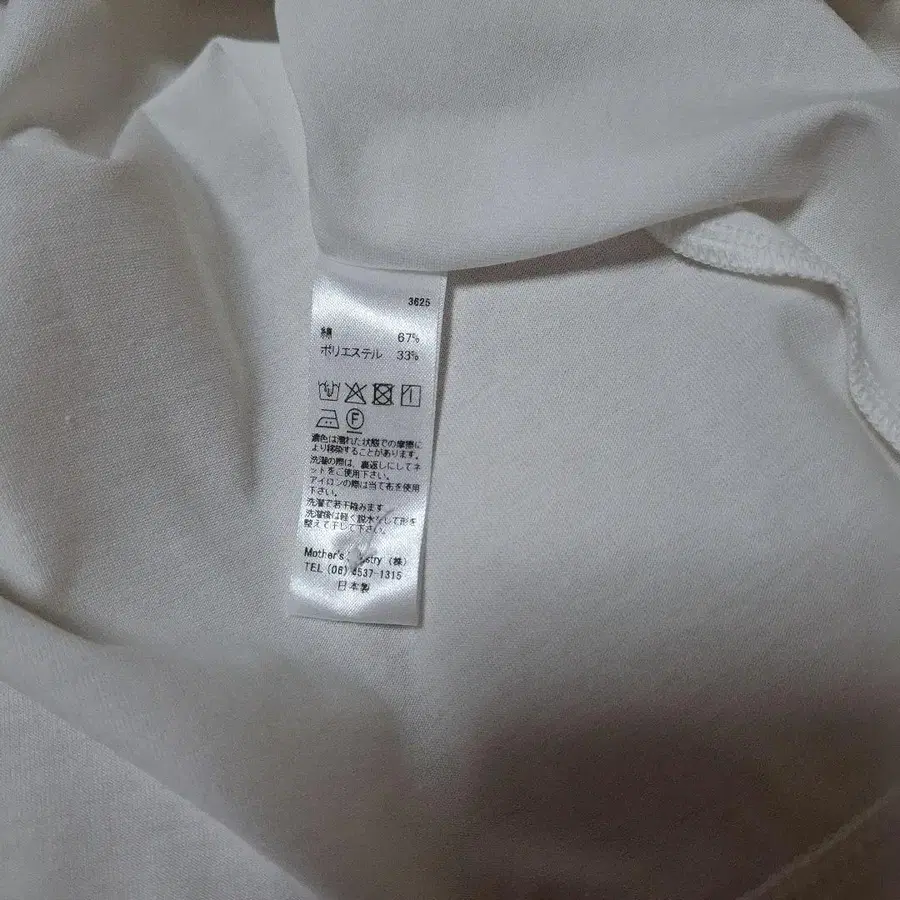 3625
綿 67%
ポリエステル 33%
F
濃色は濡れた状態での摩擦に
より移染することがあります。
洗濯の際は、裏返しにしてネ
ットをご使用下さい。
アイロンの際は当て布を使用
下さい。
洗濯で若干縮みます
洗濯後は軽く脱水なして形を
整えて干して下さい。
Mother's (株)
TEL (06) 4537-1315
日本製